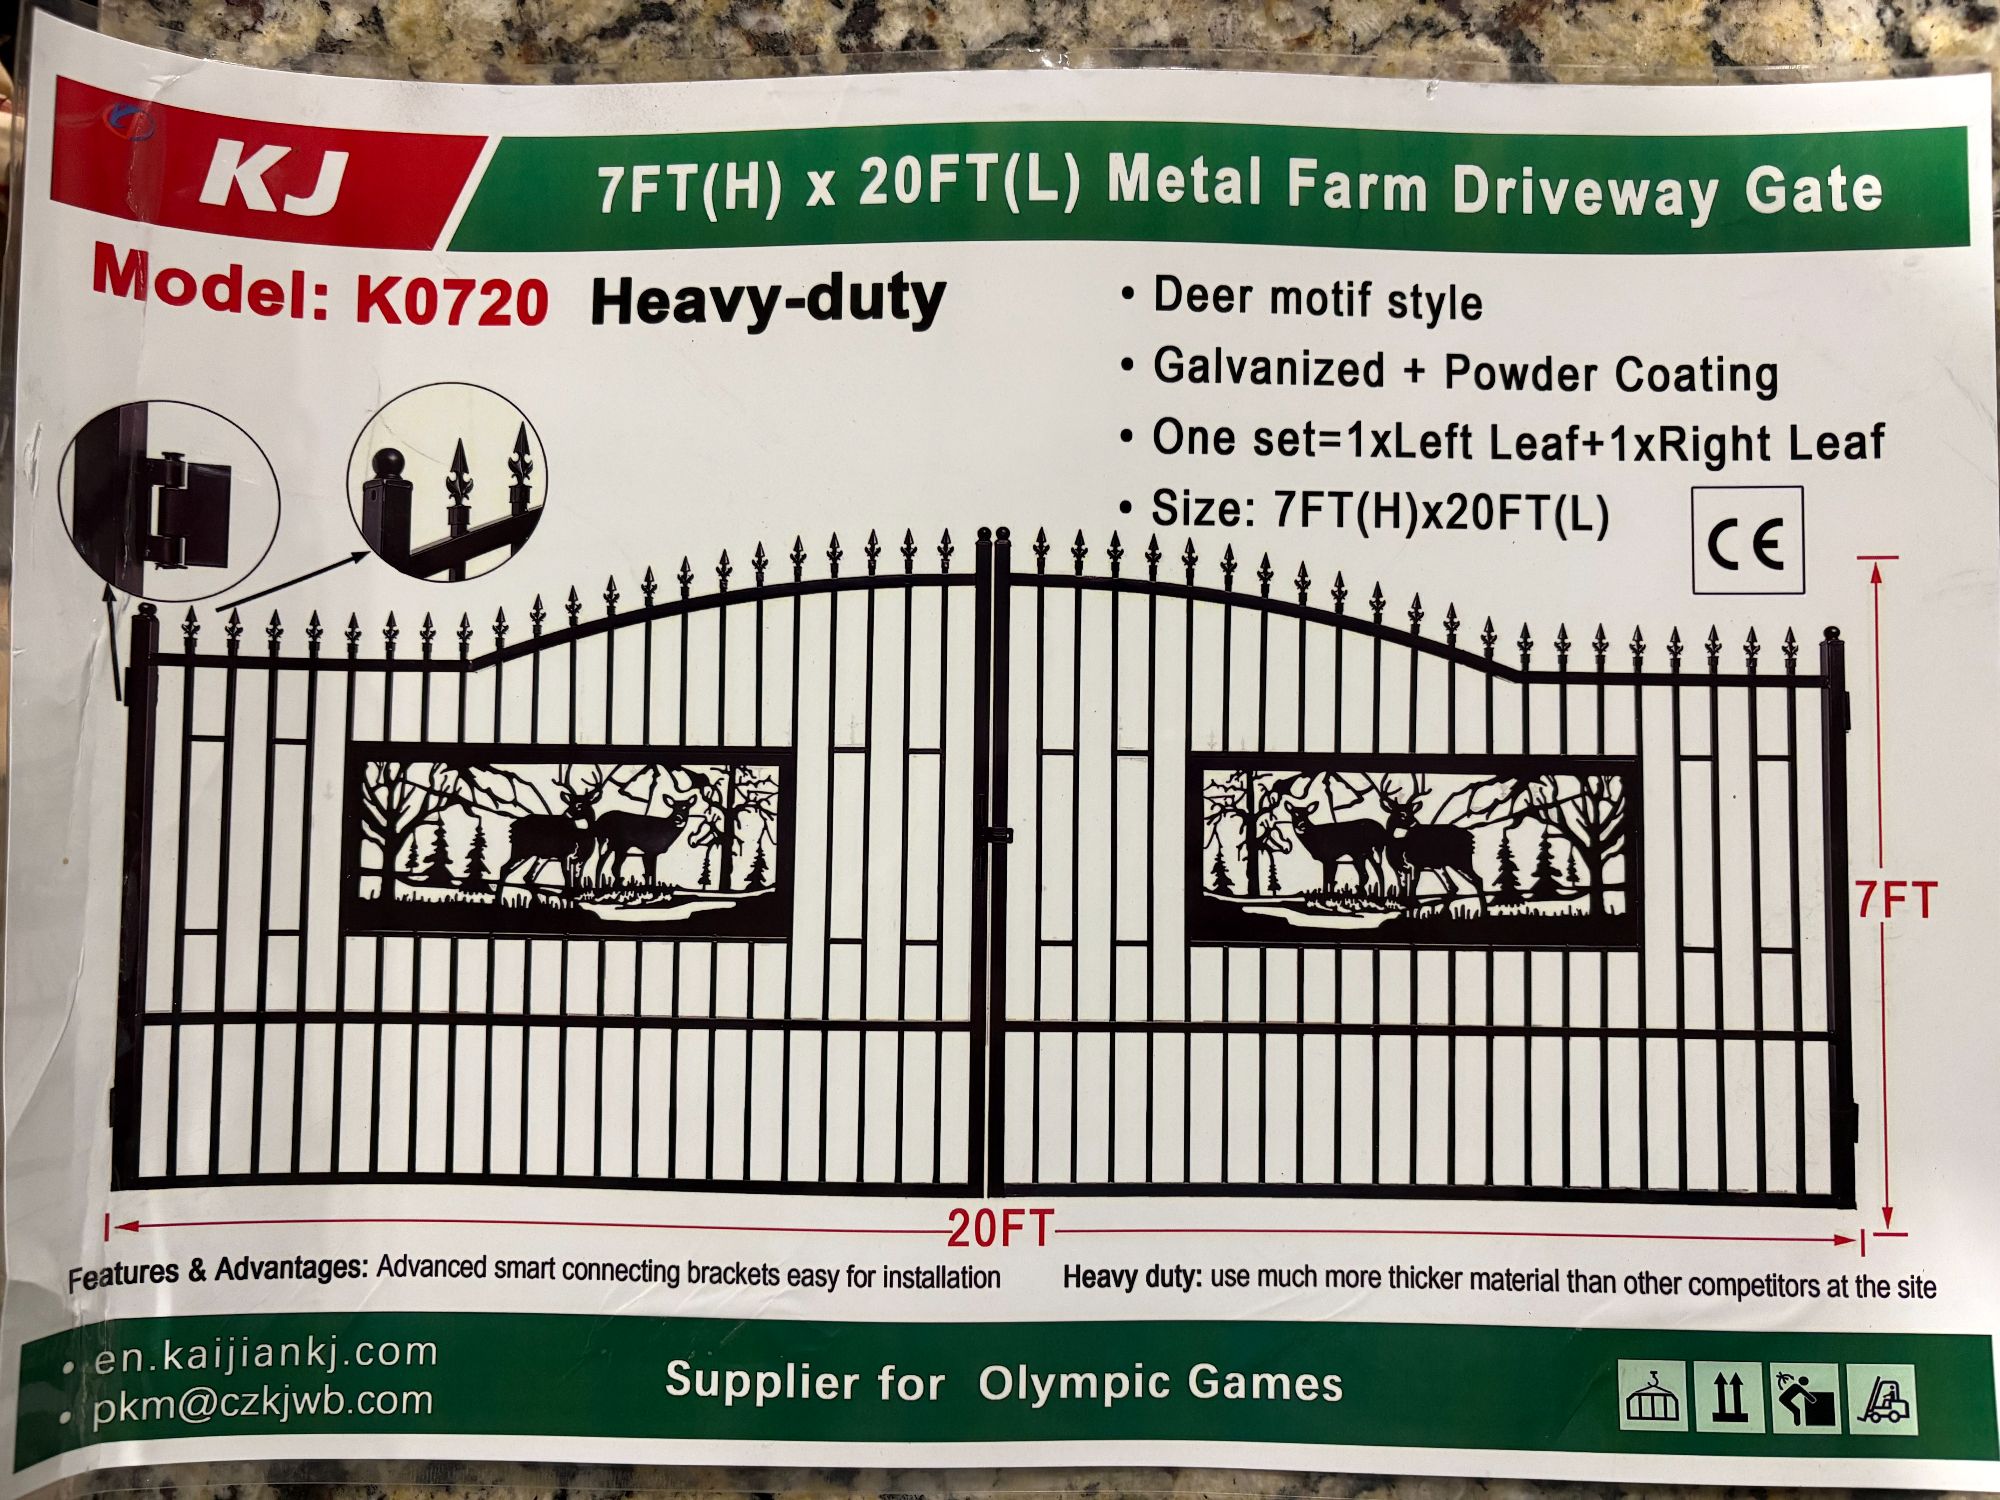 KJ
7FT(H) x 20FT(L) Metal Farm Driveway Gate
Model: K0720 Heavy-duty
• Deer motif style
• Galvanized + Powder Coating
• One set=1xLeft Leaf+1xRight Leaf
• Size: 7FT(H)x20FT(L)
CE
7FT
20FT
Features & Advantages: Advanced smart connecting brackets easy for installation
Heavy duty: use much more thicker material than other competitors at the site
• en.kaijiankj.com
• pkm@czkjwb.com
Supplier for Olympic Games